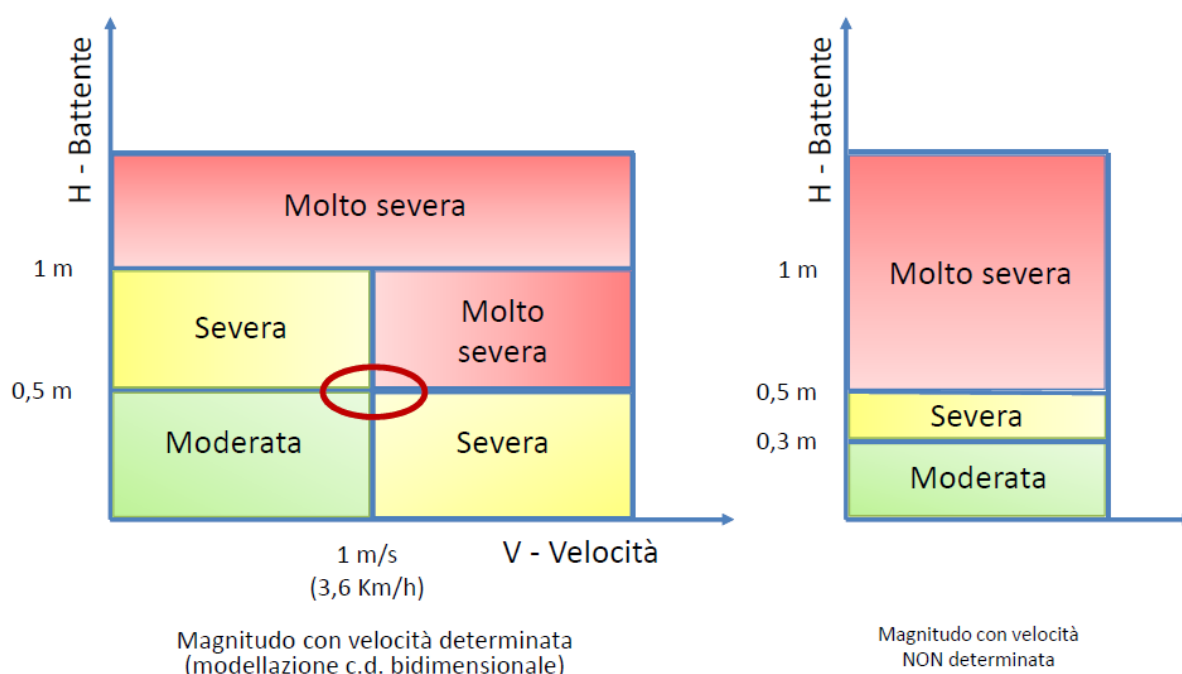 H - Battente
Molto severa
1 m
Severa
Molto
severa
0,5 m
Moderata
Severa
1 m/s
(3,6 Km/h)
V - Velocità
Magnitudo con velocità determinata
(modellazione c.d. bidimensionale)
H - Battente
1 m
Molto severa
0,5 m
Severa
0,3 m
Moderata
Magnitudo con velocità
NON determinata